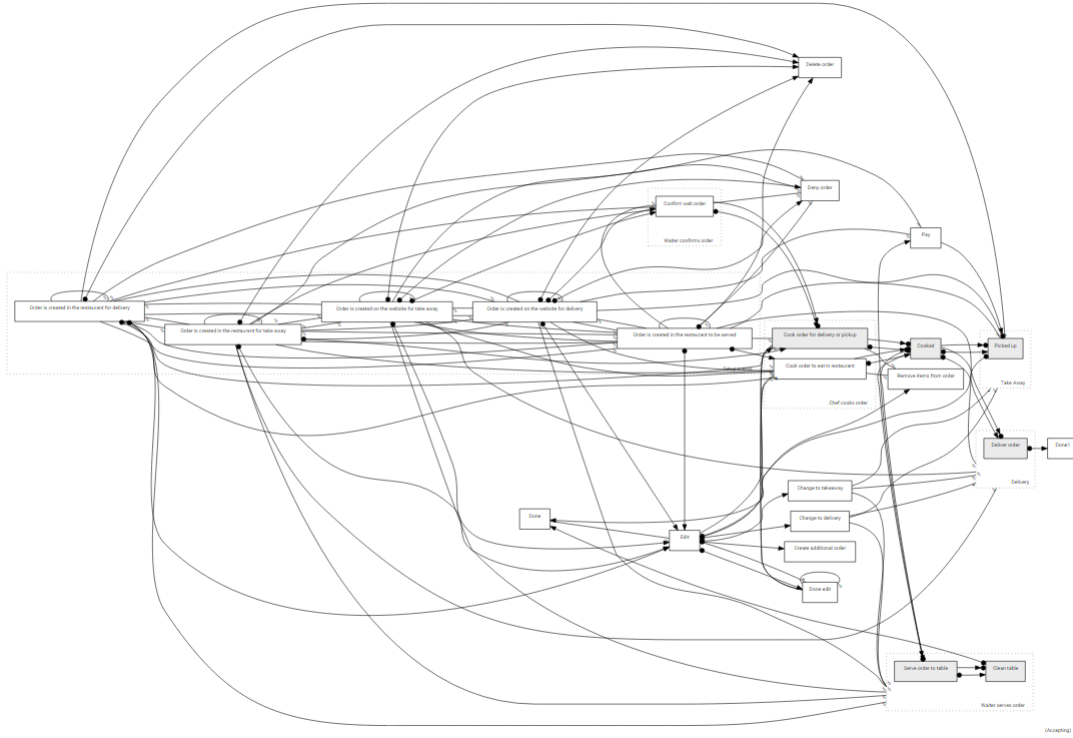 Delete order
Deny order
Confirm web order
Waiter confirms order
Pay
Order is created in the restaurant for delivery
Order is created on the website for take away
Order is created on the website for delivery
Order is created in the restaurant for take away
Order is created in the restaurant to be served
Cook order for delivery or pickup
Cooked
Picked up
Cook order to eat in restaurant
Remove items from order
Take Away
Chef cooks order
Deliver order
Done !
Delivery
Change to takeaway
Done
Change to delivery
Edit
Create additional order
Done edit
Serve order to table
Clean table
Waiter serves order
(Accepting)